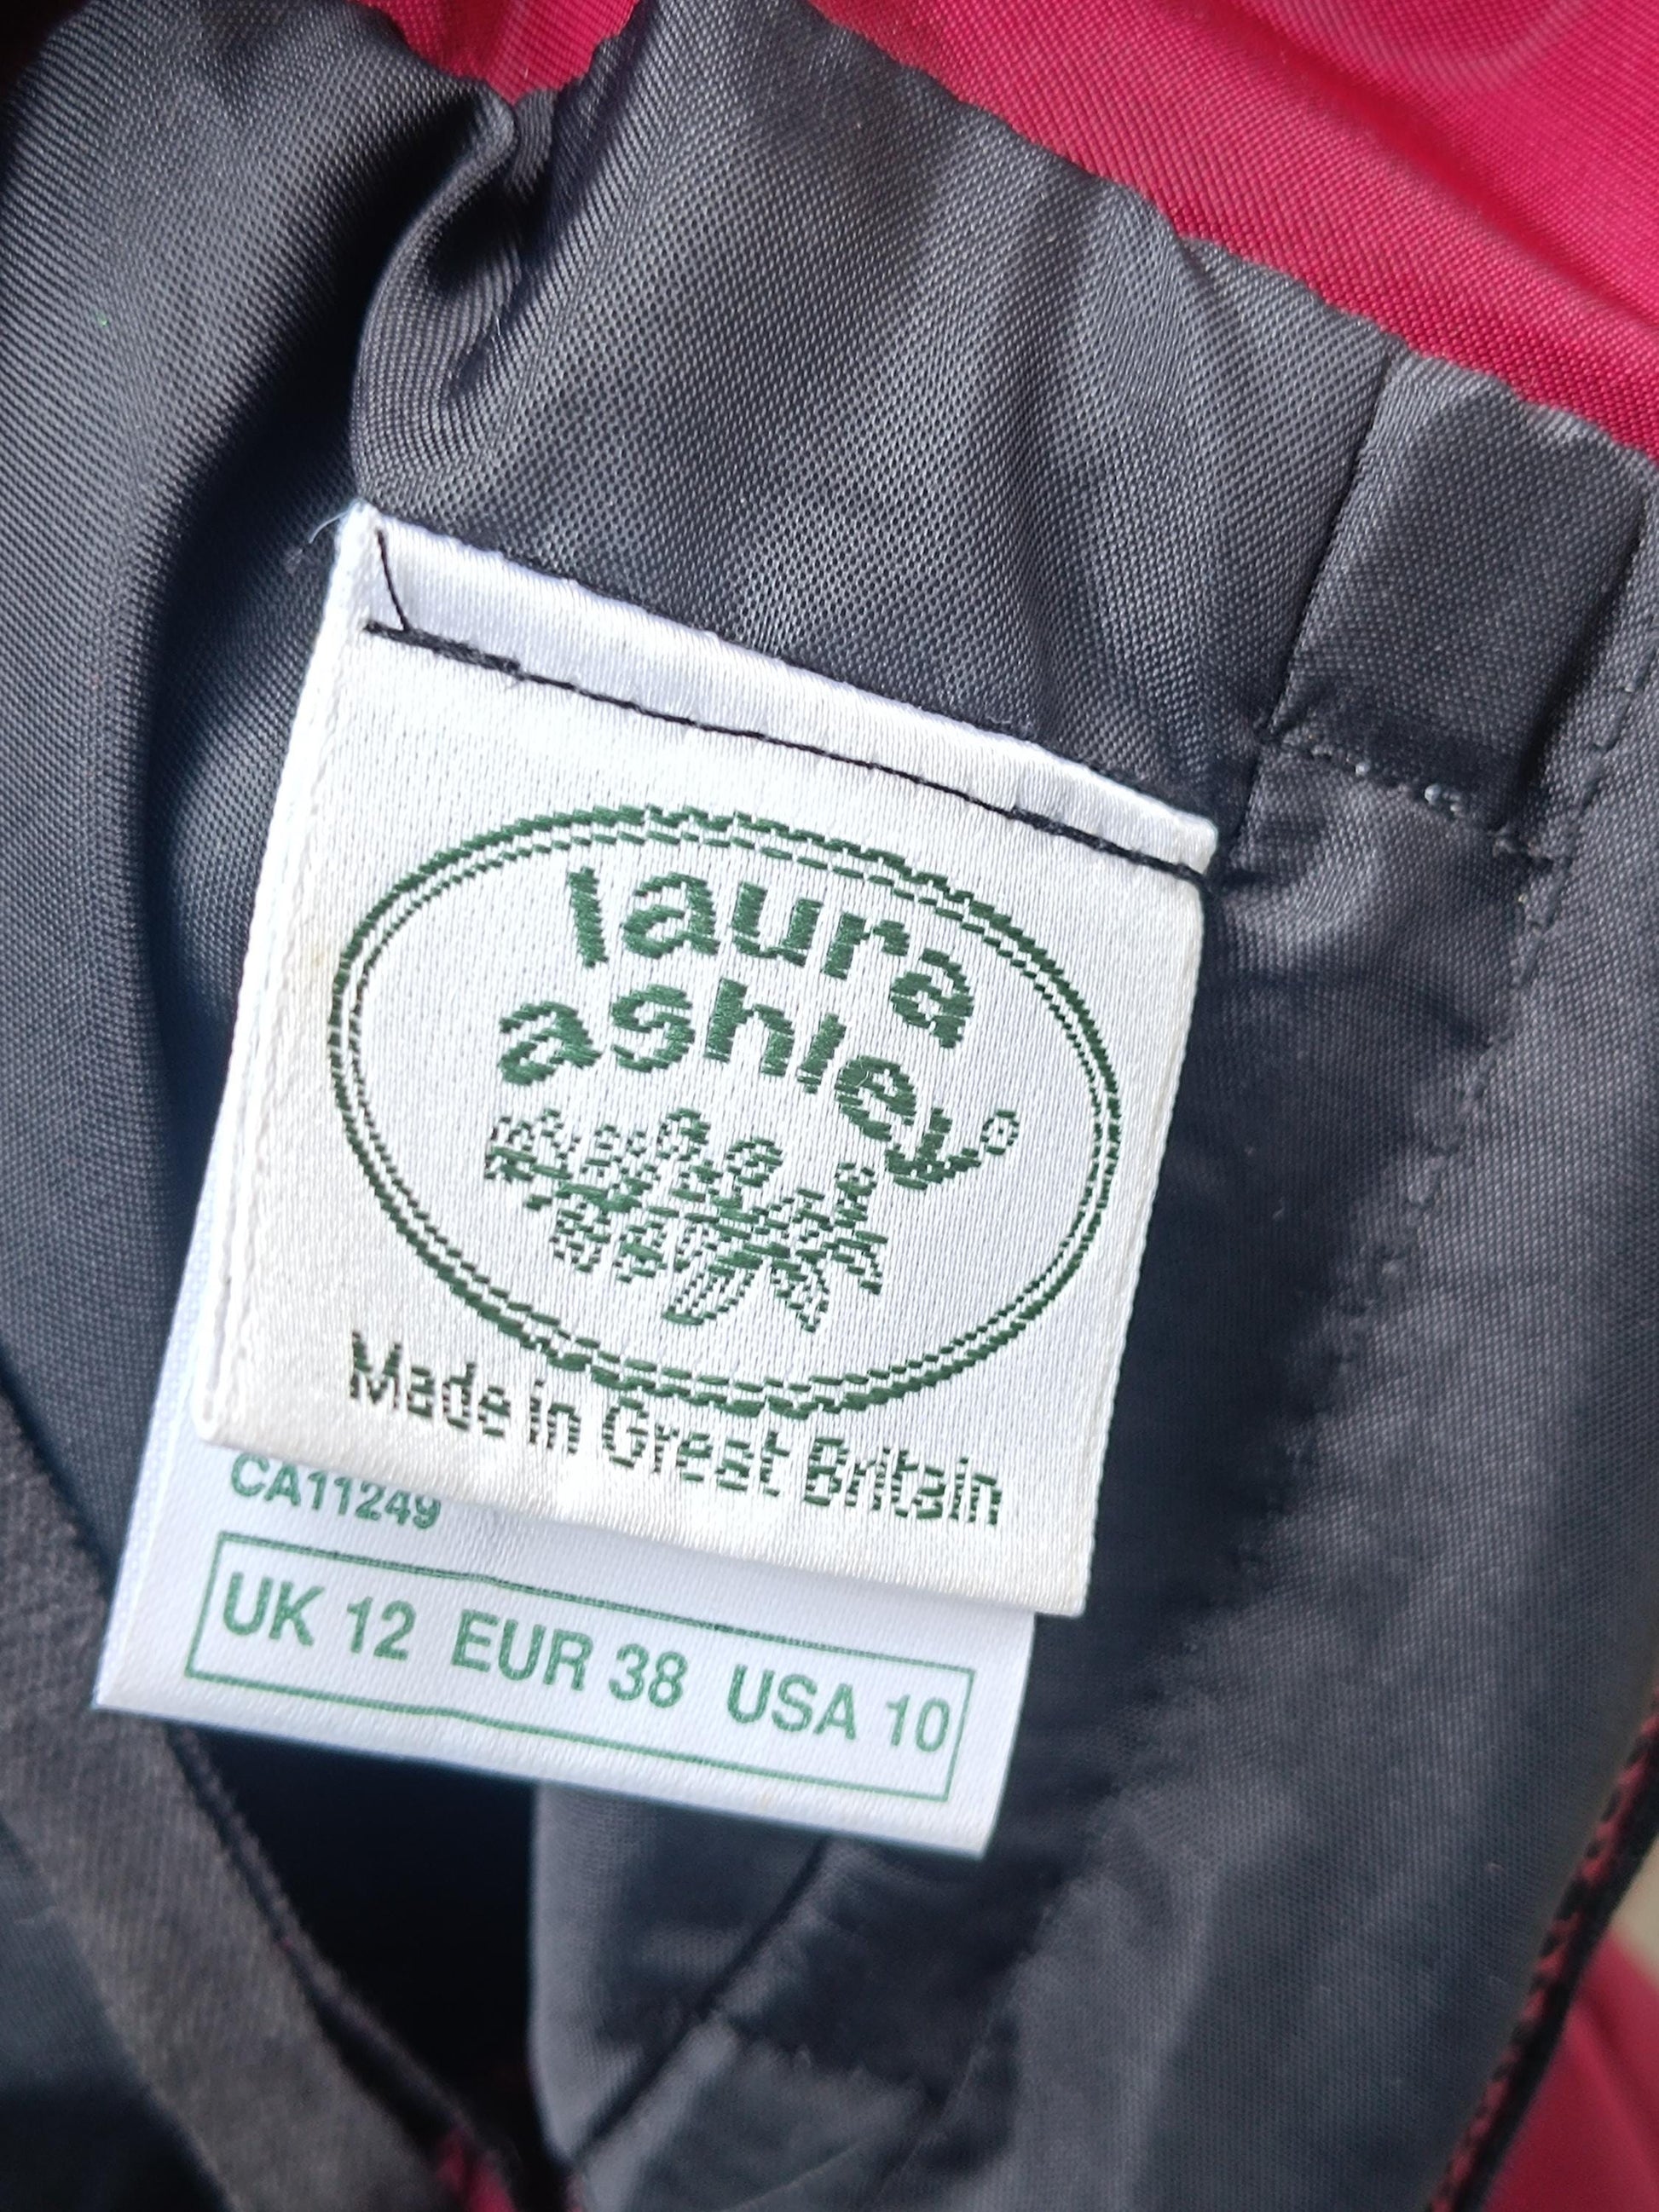 laura
ashley®
Made in Great Britain
CA11249
UK 12 EUR 38 USA 10